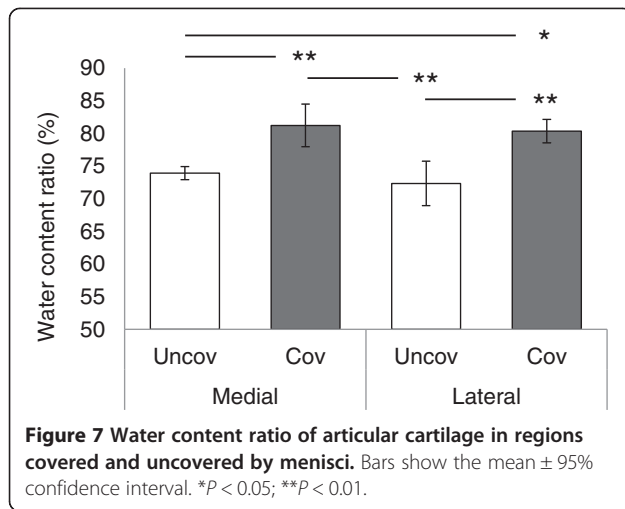 *
**
**
**
90
85
80
75
70
65
60
55
50
Water content ratio (%)
Uncov Cov Uncov Cov
Medial Lateral
Figure 7 Water content ratio of articular cartilage in regions
covered and uncovered by menisci. Bars show the mean ± 95%
confidence interval. *P < 0.05; **P < 0.01.